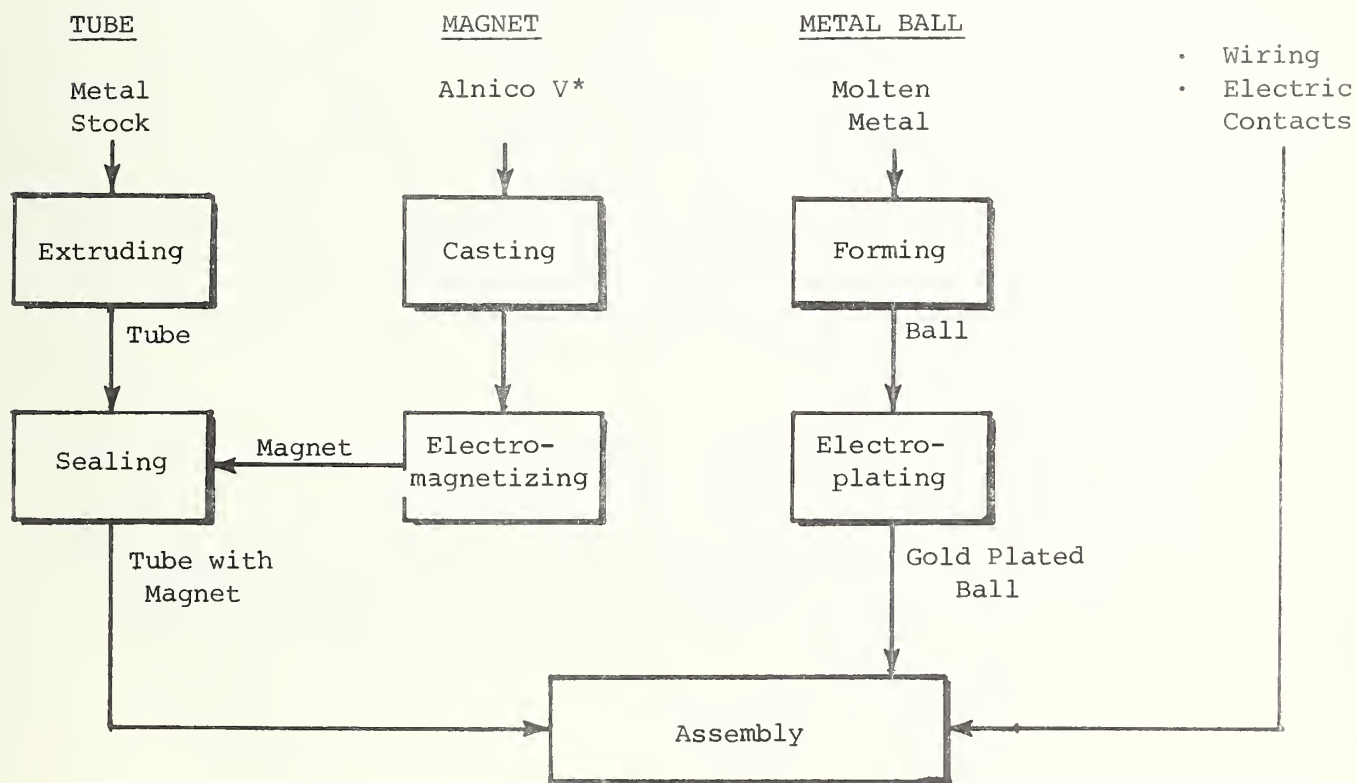 TUBE
MAGNET
METAL BALL
Metal
Stock
Alnico V*
Molten
Metal
· Wiring
· Electric
Contacts
Extruding
Casting
Forming
Tube
Ball
Sealing
Magnet
Electro-
magnetizing
Electro-
plating
Tube with
Magnet
Gold Plated
Ball
Assembly